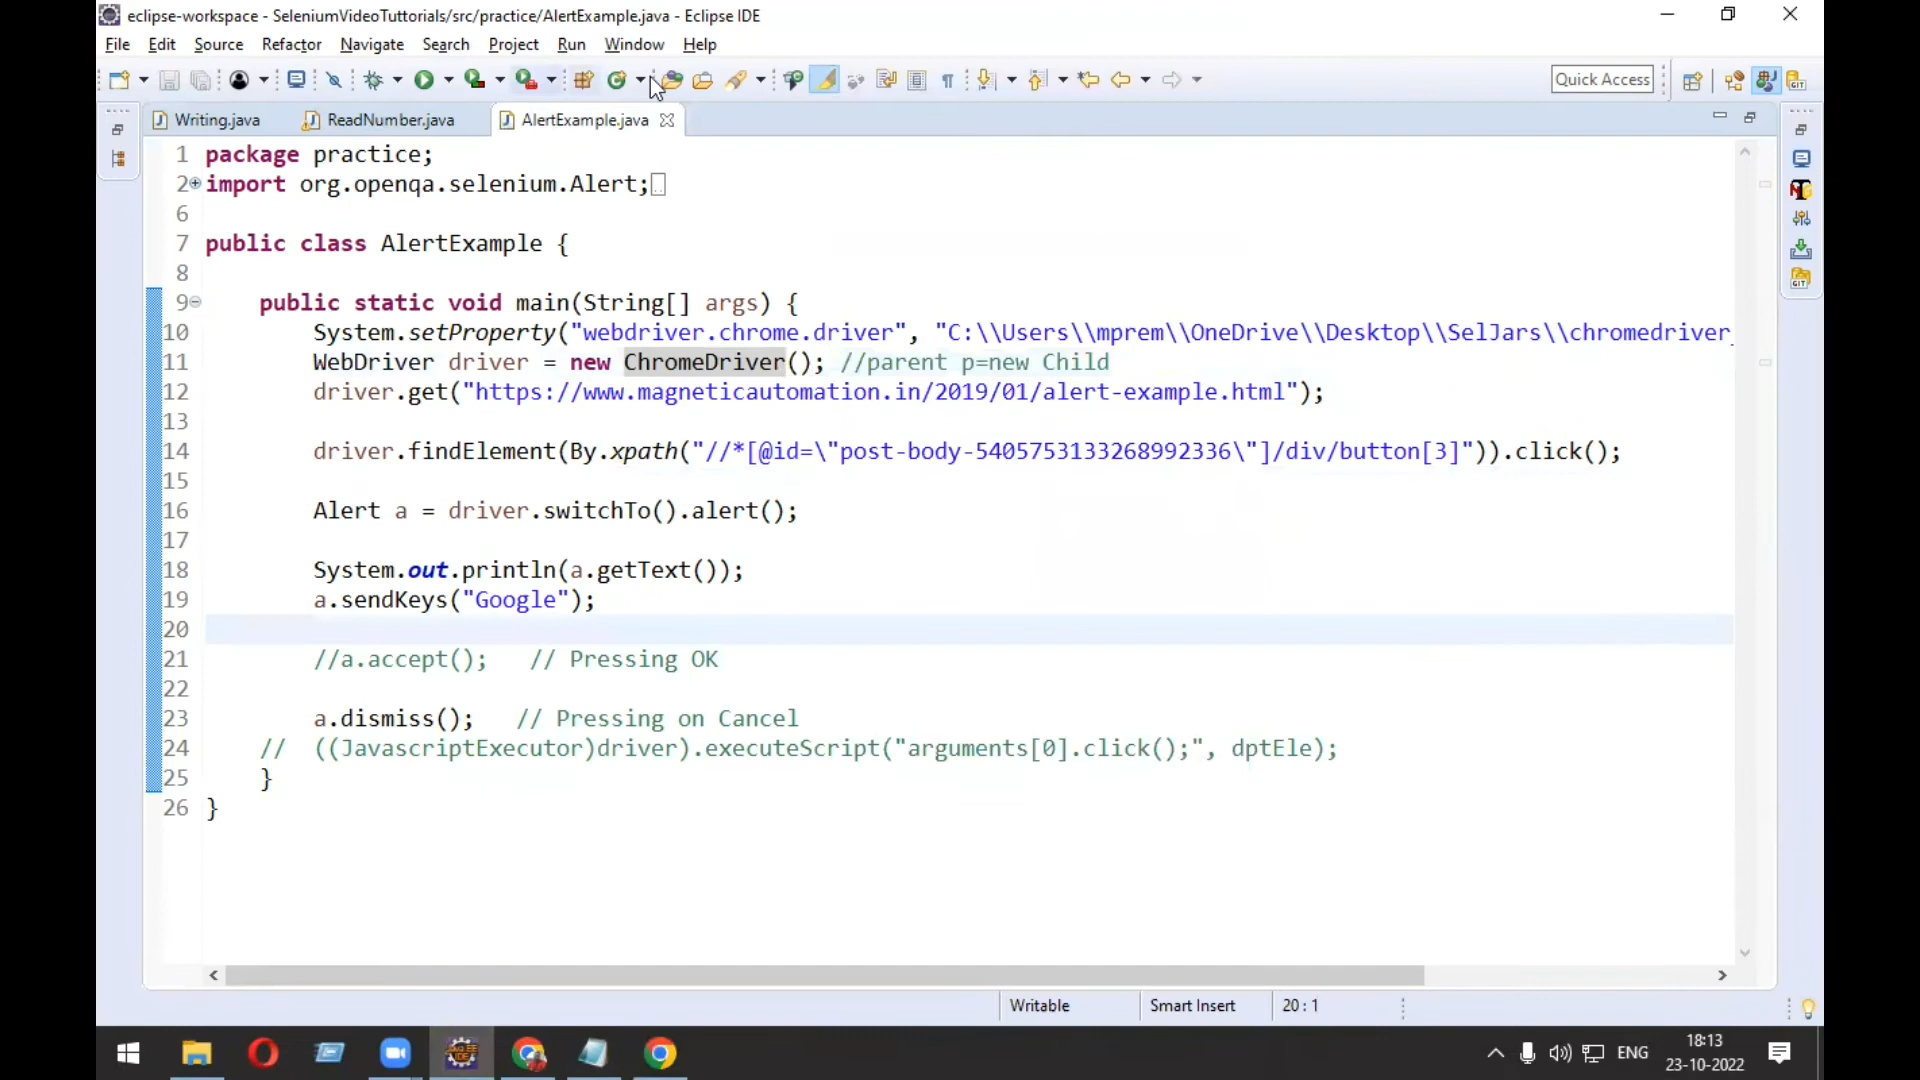 eclipse-workspace - SeleniumVideoTuttorials/src/practice/AlertExample.java - Eclipse IDE
File Edit Source Refactor Navigate Search Project Run Window Help
Quick Access
Writing.java ReadNumber.java AlertExample.java
1 package practice;
2 import org.openqa.selenium.Alert;
6
7 public class AlertExample {
8
9 public static void main(String[] args) {
10 System.setProperty("webdriver.chrome.driver", "C:\\Users\\mprem\\OneDrive\\Desktop\\SelJars\\chromedriver_
11 WebDriver driver = new ChromeDriver(); //parent p=new Child
12 driver.get("https://www.magneticautomation.in/2019/01/alert-example.html");
13
14 driver.findElement(By.xpath("//*[@id=\"post-body-5405753133268992336\"]/div/button[3]")).click();
15
16 Alert a = driver.switchTo().alert();
17
18 System.out.println(a.getText());
19 a.sendKeys("Google");
20
21 //a.accept(); // Pressing OK
22
23 a.dismiss(); // Pressing on Cancel
24 // ((JavascriptExecutor)driver).executeScript("arguments[0].click();", dptEle);
25 }
26 }
Writable Smart Insert 20 : 1
ENG 18:13
23-10-2022